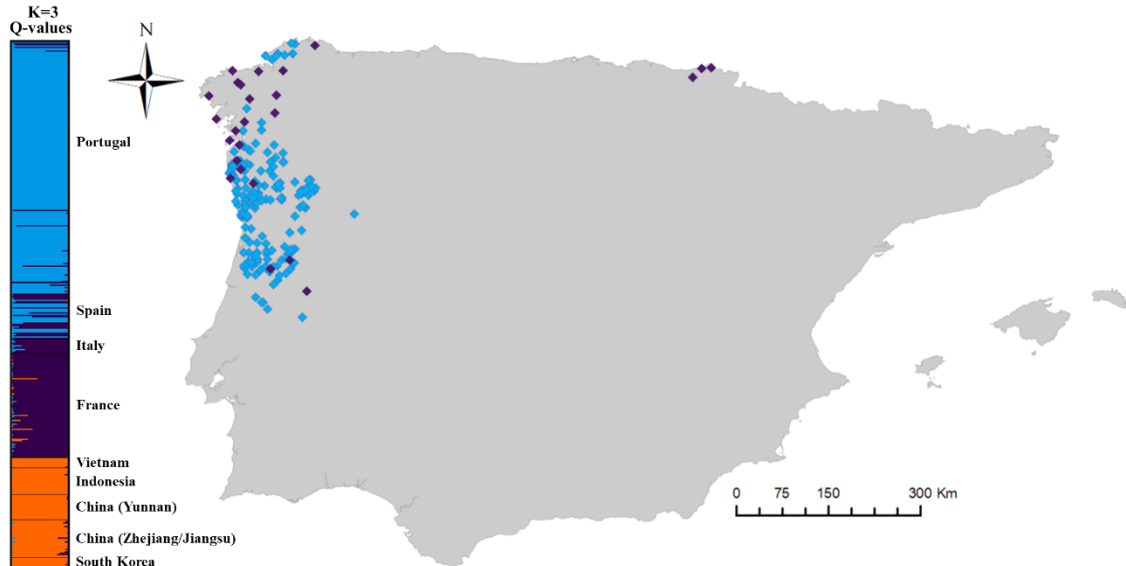 K=3
Q-values
N
Portugal
Spain
Italy
France
Vietnam
Indonesia
China (Yunnan)
China (Zhejiang/Jiangsu)
South Korea
0 75 150 300 Km